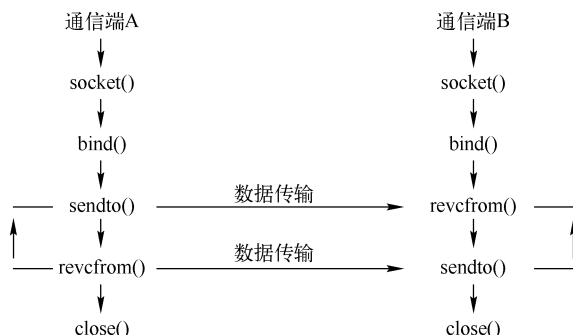 通信端A 通信端B
socket() socket()
bind() bind()
sendto() 数据传输 revcfrom()
revcfrom() 数据传输 sendto()
close() close()